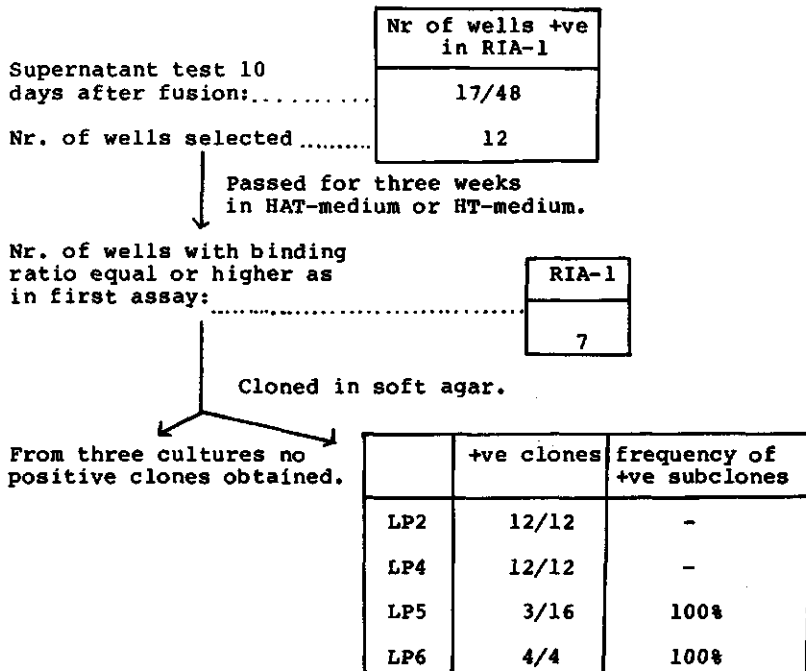 Nr of wells +ve
in RIA-1
Supernatant test 10
days after fusion:
17/48
Nr. of wells selected
12
Passed for three weeks
in HAT-medium or HT-medium.
Nr. of wells with binding
ratio equal or higher as
in first assay:
RIA-1
7
Cloned in soft agar.
From three cultures no
positive clones obtained.
+ve clones frequency of
+ve subclones
LP2 12/12 -
LP4 12/12 -
LP5 3/16 100%
LP6 4/4 100%